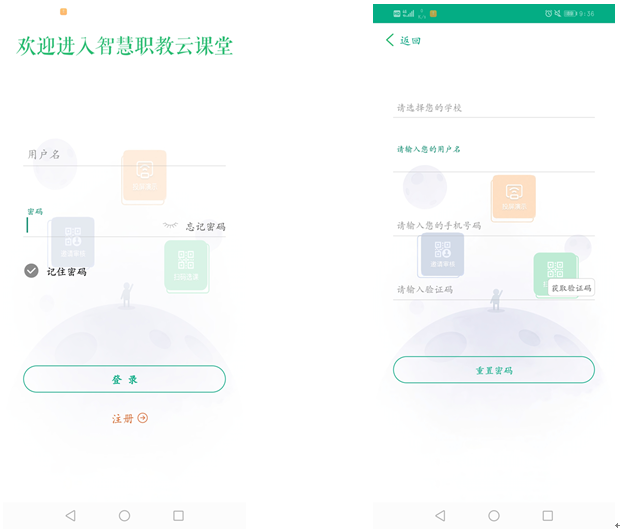 欢迎进入智慧职教云课堂
用户名
密码
忘记密码
记住密码
登 录
注册
9:36
返回
请选择您的学校
请输入您的用户名
请输入您的手机号码
请输入验证码
获取验证码
重置密码